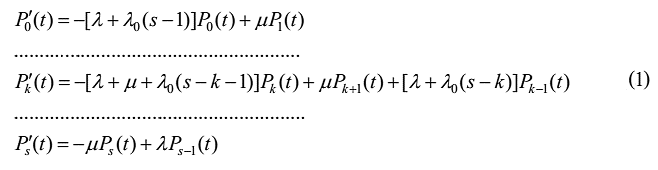 P₀′(t) = −[λ + λ₀(s − 1)]P₀(t) + μP₁(t)
........................................................
Pₖ′(t) = −[λ + μ + λ₀(s − k − 1)]Pₖ(t) + μPₖ₊₁(t) + [λ + λ₀(s − k)]Pₖ₋₁(t) (1)
.........................................................
Pₛ′(t) = −μPₛ(t) + λPₛ₋₁(t)